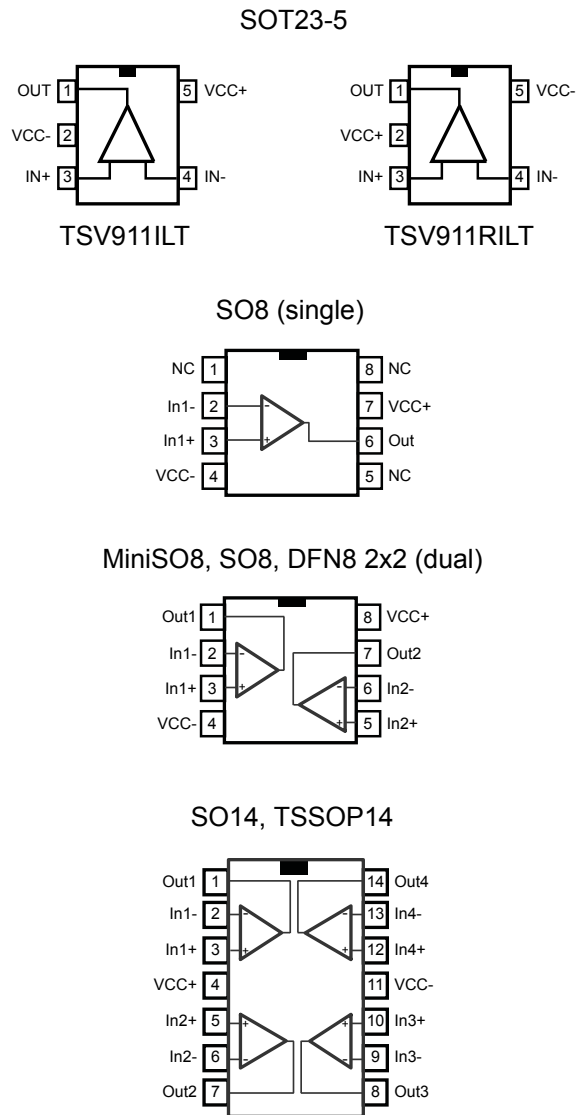 SOT23-5
OUT 1 5 VCC+
VCC- 2
IN+ 3 4 IN-
TSV911ILT
OUT 1 5 VCC-
VCC+ 2
IN+ 3 4 IN-
TSV911RILT
SO8 (single)
NC 1 8 NC
In1- 2 - 7 VCC+
In1+ 3 + 6 Out
VCC- 4 5 NC
MiniSO8, SO8, DFN8 2x2 (dual)
Out1 1 8 VCC+
In1- 2 - 7 Out2
In1+ 3 + - 6 In2-
VCC- 4 + 5 In2+
SO14, TSSOP14
Out1 1 14 Out4
In1- 2 - - 13 In4-
In1+ 3 + + 12 In4+
VCC+ 4 11 VCC-
In2+ 5 + + 10 In3+
In2- 6 - - 9 In3-
Out2 7 8 Out3